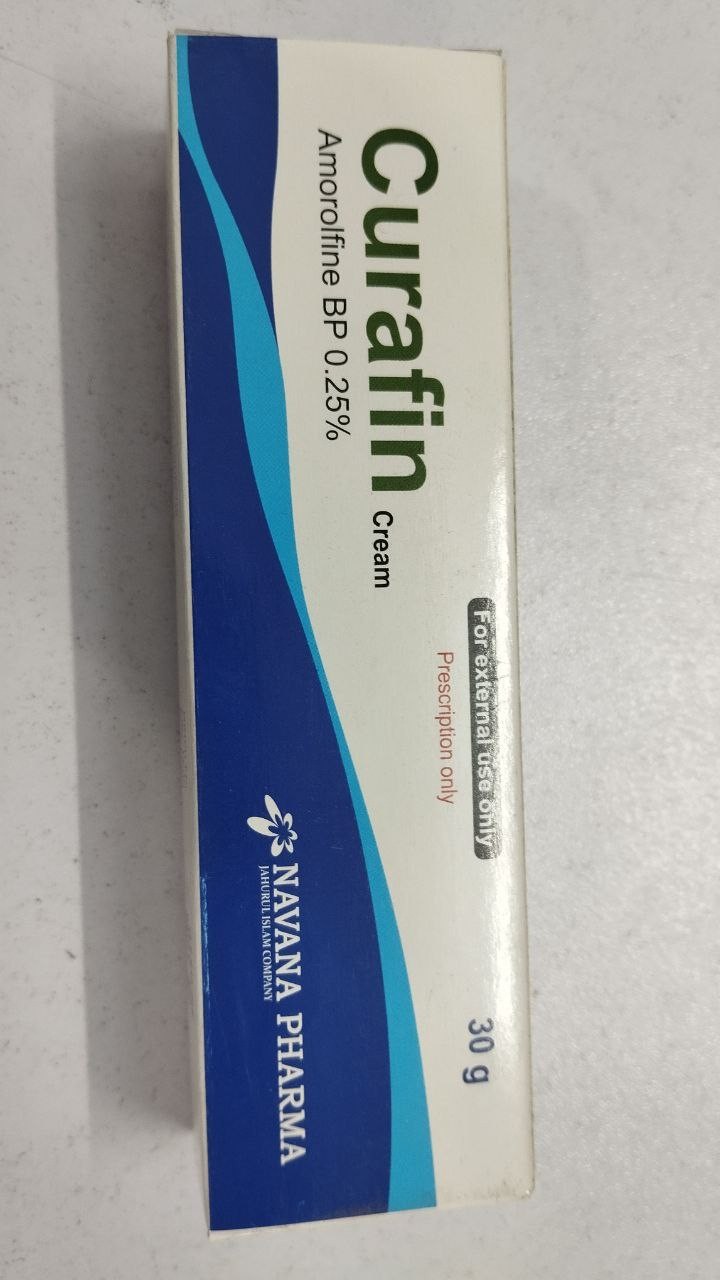 Curafin Cream
Amorolfine BP 0.25%
For external use only
Prescription only
30 g
NAVANA PHARMA
JAHURUL ISLAM COMPANY